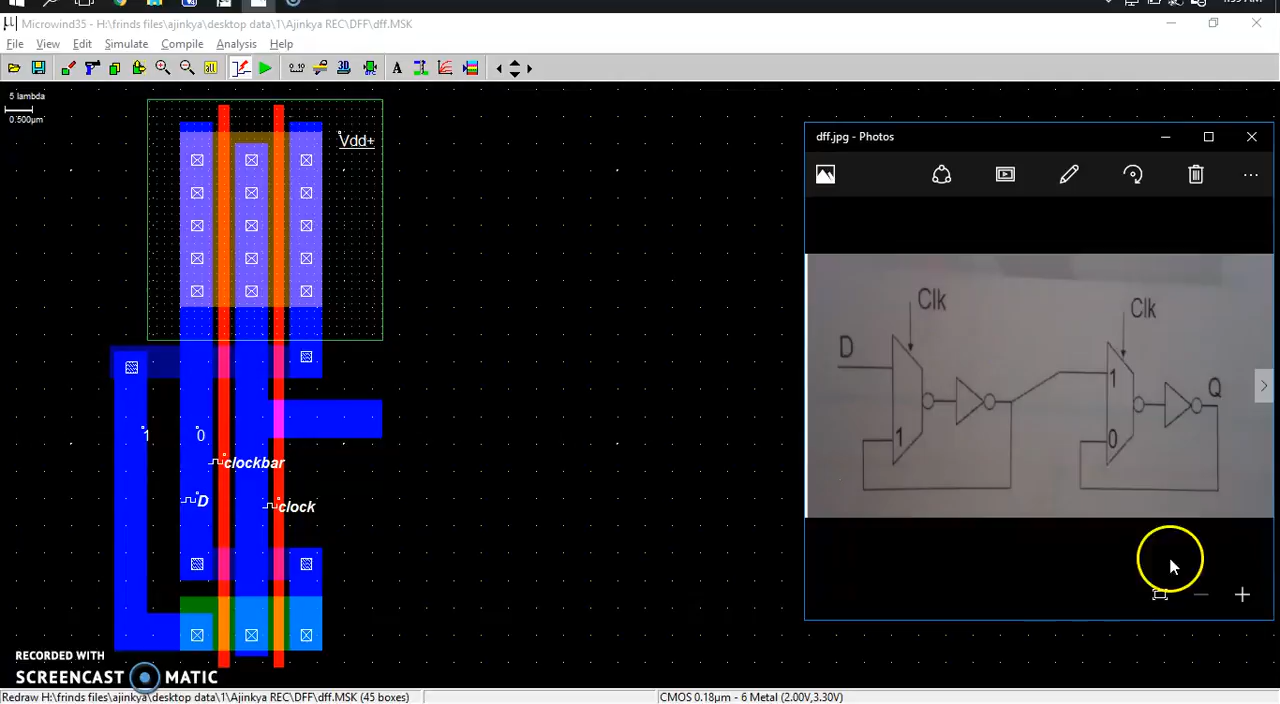 Microwind35 - H:\frinds files\ajinkya\desktop data\1\Ajinkya REC\DFF\dff.MSK
File View Edit Simulate Compile Analysis Help
5 lambda
0.500µm
Vdd+
1
0
clockbar
D
clock
dff.jpg - Photos
Clk
Clk
D
1
Q
1
0
RECORDED WITH
SCREENCAST MATIC
Redraw H:\frinds files\ajinkya\desktop data\1\Ajinkya REC\DFF\dff.MSK (45 boxes)
CMOS 0.18µm - 6 Metal (2.00V,3.30V)